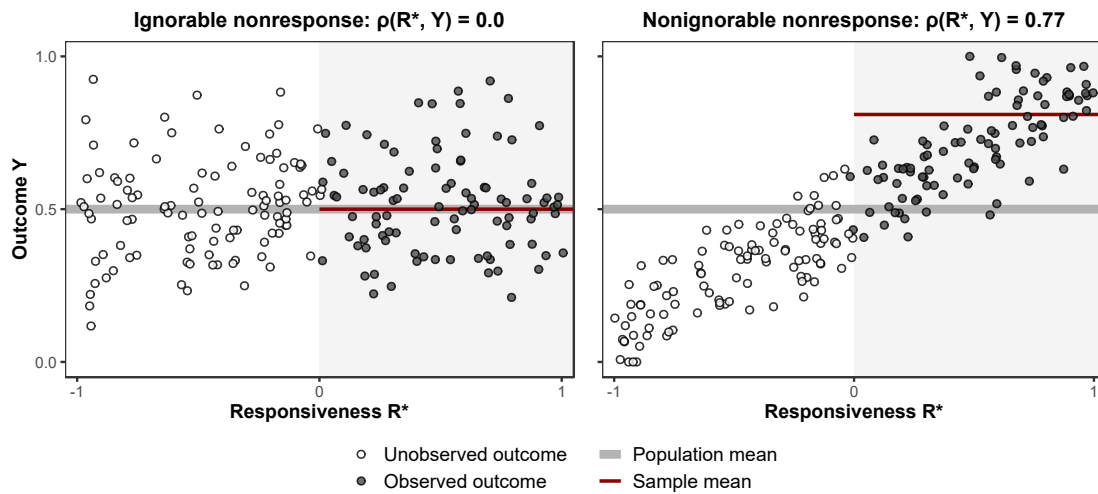 Ignorable nonresponse: ρ(R*, Y) = 0.0
Nonignorable nonresponse: ρ(R*, Y) = 0.77
Outcome Y
1.0
0.5
0.0
-1 0 1
-1 0 1
Responsiveness R*
Responsiveness R*
Unobserved outcome
Population mean
Observed outcome
Sample mean